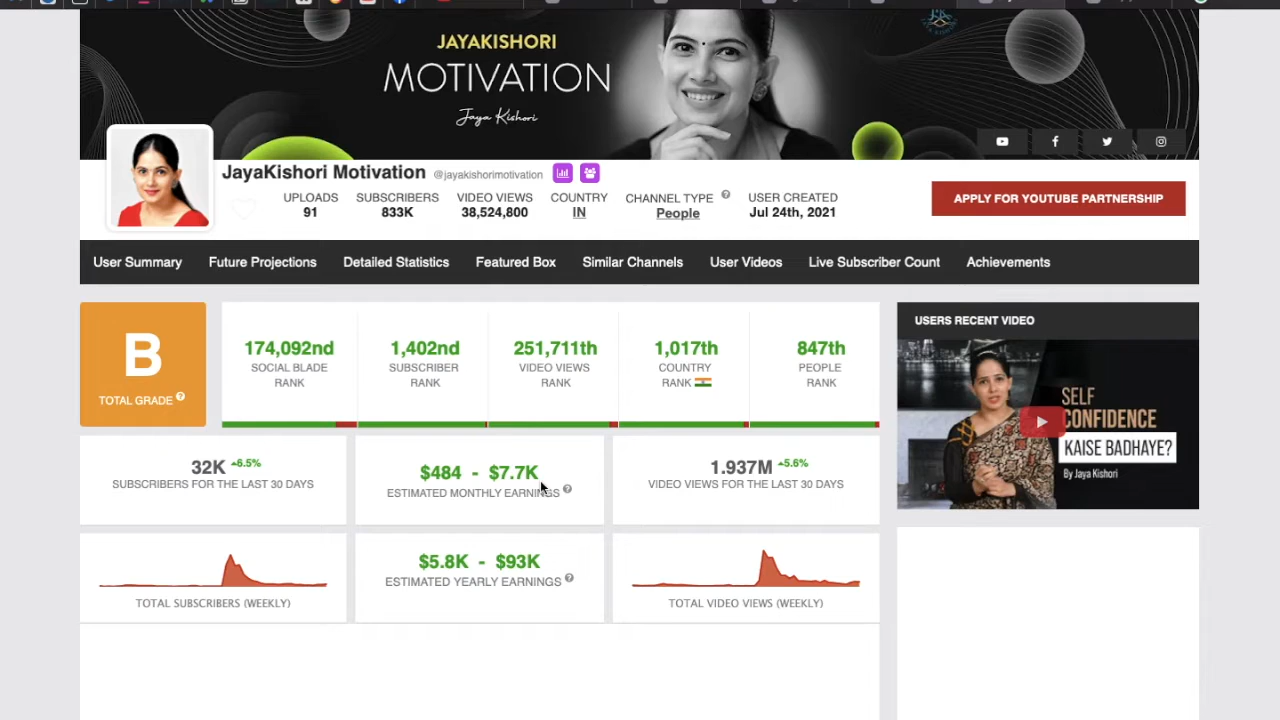 JAYAKISHORI
MOTIVATION
Jaya Kishori
JayaKishori Motivation @jayakishorimotivation
UPLOADS
91
SUBSCRIBERS
833K
VIDEO VIEWS
38,524,800
COUNTRY
IN
CHANNEL TYPE ?
People
USER CREATED
Jul 24th, 2021
APPLY FOR YOUTUBE PARTNERSHIP
User Summary Future Projections Detailed Statistics Featured Box Similar Channels User Videos Live Subscriber Count Achievements
B
TOTAL GRADE ?
174,092nd
SOCIAL BLADE
RANK
1,402nd
SUBSCRIBER
RANK
251,711th
VIDEO VIEWS
RANK
1,017th
COUNTRY
RANK
847th
PEOPLE
RANK
USERS RECENT VIDEO
SELF
CONFIDENCE
KAISE BADHAYE?
By Jaya Kishori
32K 6.5%
SUBSCRIBERS FOR THE LAST 30 DAYS
$484 - $7.7K
ESTIMATED MONTHLY EARNINGS ?
1.937M 5.6%
VIDEO VIEWS FOR THE LAST 30 DAYS
TOTAL SUBSCRIBERS (WEEKLY)
$5.8K - $93K
ESTIMATED YEARLY EARNINGS ?
TOTAL VIDEO VIEWS (WEEKLY)